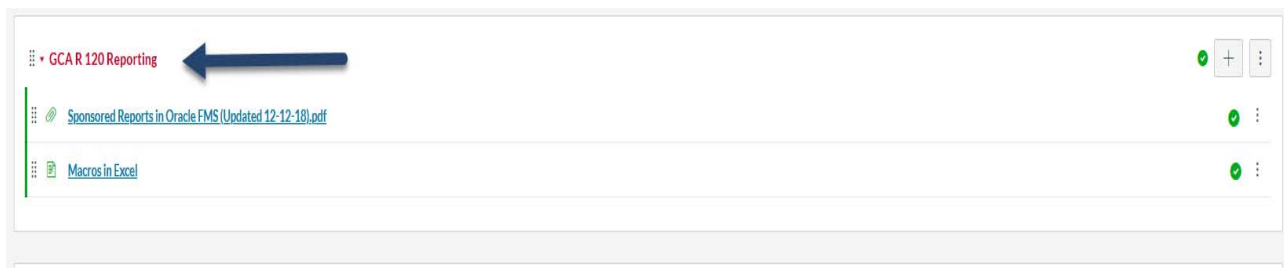 GCA R 120 Reporting
Sponsored Reports in Oracle FMS (Updated 12-12-18).pdf
Macros in Excel